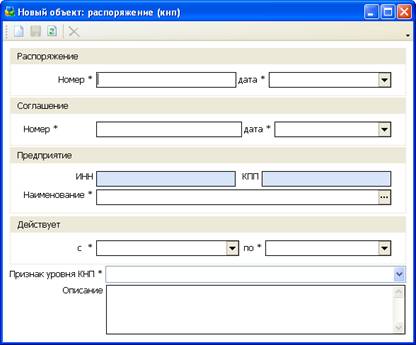 Новый объект: распоряжение (кнп)
Распоряжение
Номер * дата *
Соглашение
Номер * дата *
Предприятие
ИНН КПП
Наименование * ...
Действует
с * по *
Признак уровня КНП *
Описание